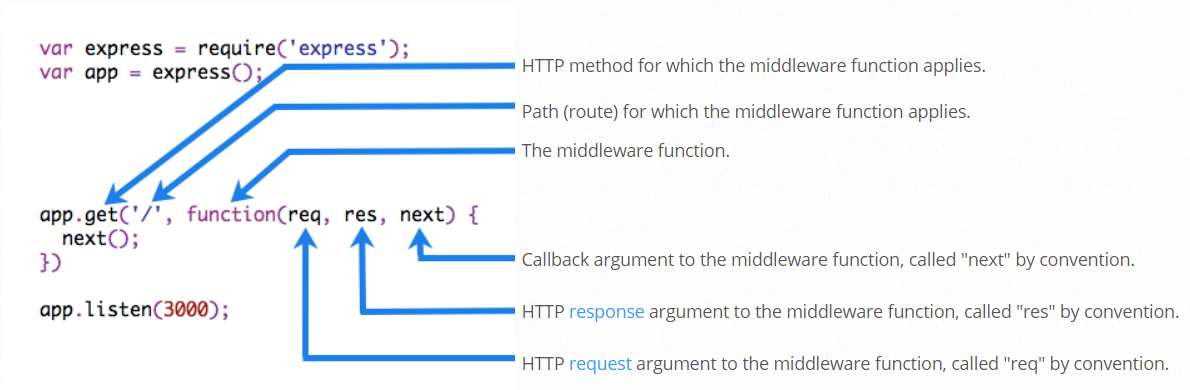 var express = require('express');
var app = express();
HTTP method for which the middleware function applies.
Path (route) for which the middleware function applies.
The middleware function.
app.get('/', function(req, res, next) {
next();
})
Callback argument to the middleware function, called "next" by convention.
app.listen(3000);
HTTP response argument to the middleware function, called "res" by convention.
HTTP request argument to the middleware function, called "req" by convention.